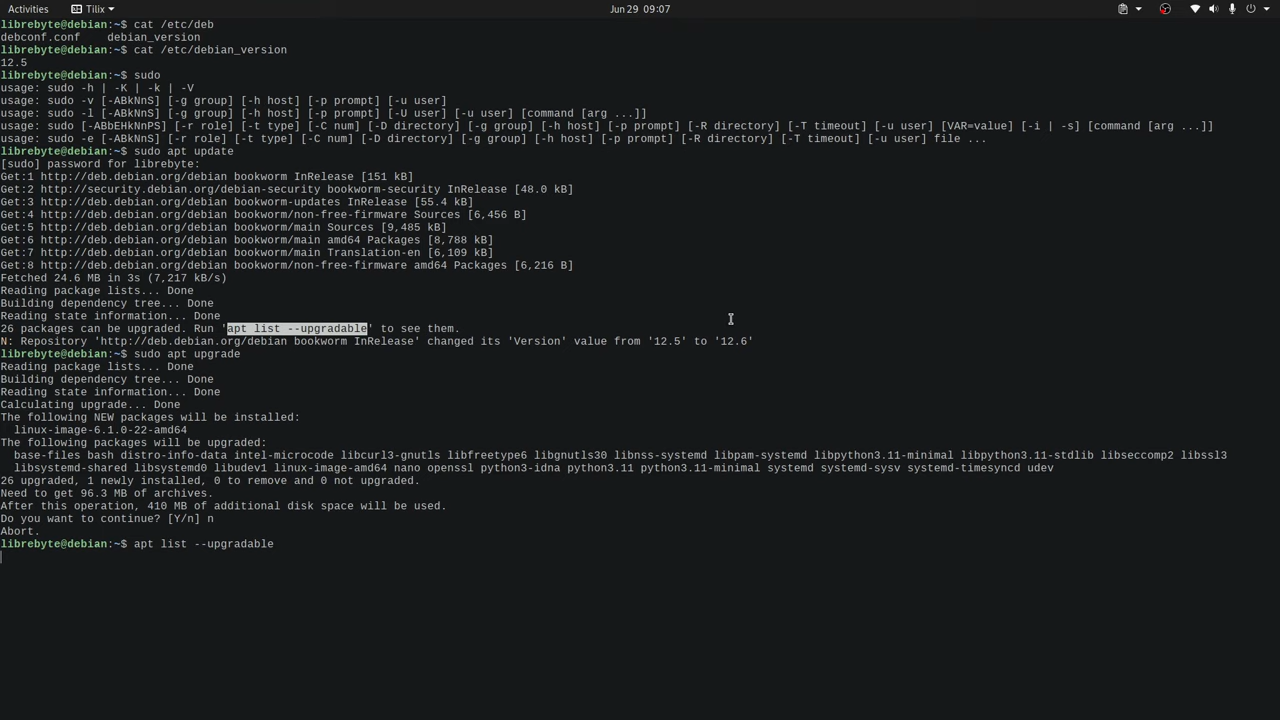 Activities Tilix Jun 29 09:07
librebyte@debian:~$ cat /etc/deb
debconf.conf    debian_version
librebyte@debian:~$ cat /etc/debian_version
12.5
librebyte@debian:~$ sudo
usage: sudo -h | -K | -k | -V
usage: sudo -v [-ABkNnS] [-g group] [-h host] [-p prompt] [-u user]
usage: sudo -l [-ABkNnS] [-g group] [-h host] [-p prompt] [-U user] [-u user] [command [arg ...]]
usage: sudo [-ABbEHkNnPS] [-r role] [-t type] [-C num] [-D directory] [-g group] [-h host] [-p prompt] [-R directory] [-T timeout] [-u user] [VAR=value] [-i | -s] [command [arg ...]]
usage: sudo -e [-ABkNnS] [-r role] [-t type] [-C num] [-D directory] [-g group] [-h host] [-p prompt] [-R directory] [-T timeout] [-u user] file ...
librebyte@debian:~$ sudo apt update
[sudo] password for librebyte:
Get:1 http://deb.debian.org/debian bookworm InRelease [151 kB]
Get:2 http://security.debian.org/debian-security bookworm-security InRelease [48.0 kB]
Get:3 http://deb.debian.org/debian bookworm-updates InRelease [55.4 kB]
Get:4 http://deb.debian.org/debian bookworm/non-free-firmware Sources [6,456 B]
Get:5 http://deb.debian.org/debian bookworm/main Sources [9,485 kB]
Get:6 http://deb.debian.org/debian bookworm/main amd64 Packages [8,788 kB]
Get:7 http://deb.debian.org/debian bookworm/main Translation-en [6,109 kB]
Get:8 http://deb.debian.org/debian bookworm/non-free-firmware amd64 Packages [6,216 B]
Fetched 24.6 MB in 3s (7,217 kB/s)
Reading package lists... Done
Building dependency tree... Done
Reading state information... Done
26 packages can be upgraded. Run 'apt list --upgradable' to see them.
N: Repository 'http://deb.debian.org/debian bookworm InRelease' changed its 'Version' value from '12.5' to '12.6'
librebyte@debian:~$ sudo apt upgrade
Reading package lists... Done
Building dependency tree... Done
Reading state information... Done
Calculating upgrade... Done
The following NEW packages will be installed:
  linux-image-6.1.0-22-amd64
The following packages will be upgraded:
  base-files bash distro-info-data intel-microcode libcurl3-gnutls libfreetype6 libgnutls30 libnss-systemd libpam-systemd libpython3.11-minimal libpython3.11-stdlib libseccomp2 libssl3
  libsystemd-shared libsystemd0 libudev1 linux-image-amd64 nano openssl python3-idna python3.11 python3.11-minimal systemd systemd-sysv systemd-timesyncd udev
26 upgraded, 1 newly installed, 0 to remove and 0 not upgraded.
Need to get 96.3 MB of archives.
After this operation, 410 MB of additional disk space will be used.
Do you want to continue? [Y/n] n
Abort.
librebyte@debian:~$ apt list --upgradable